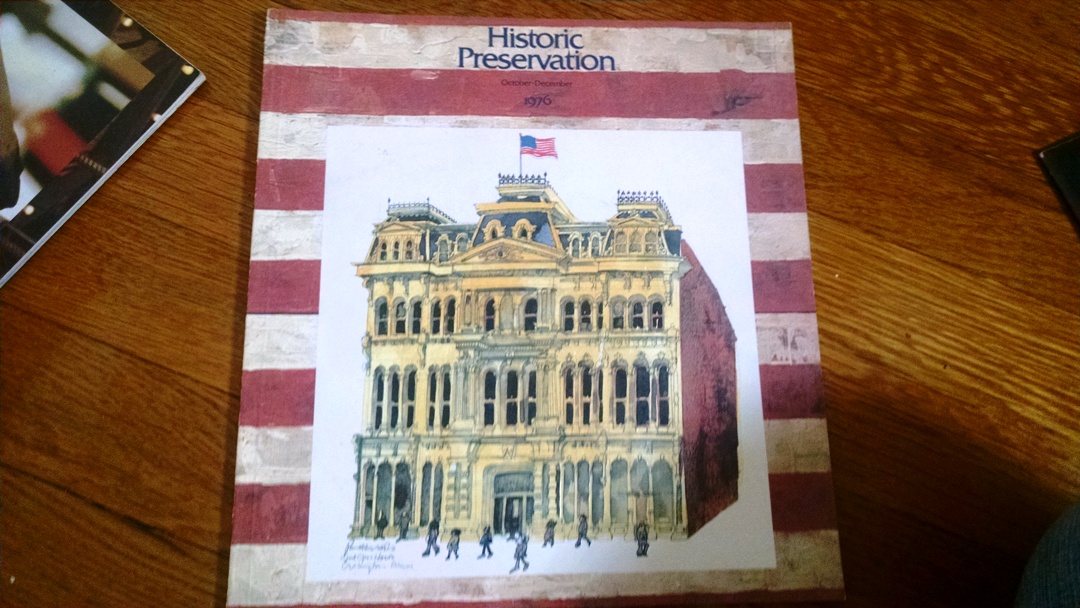 Historic
Preservation
October-December
1976